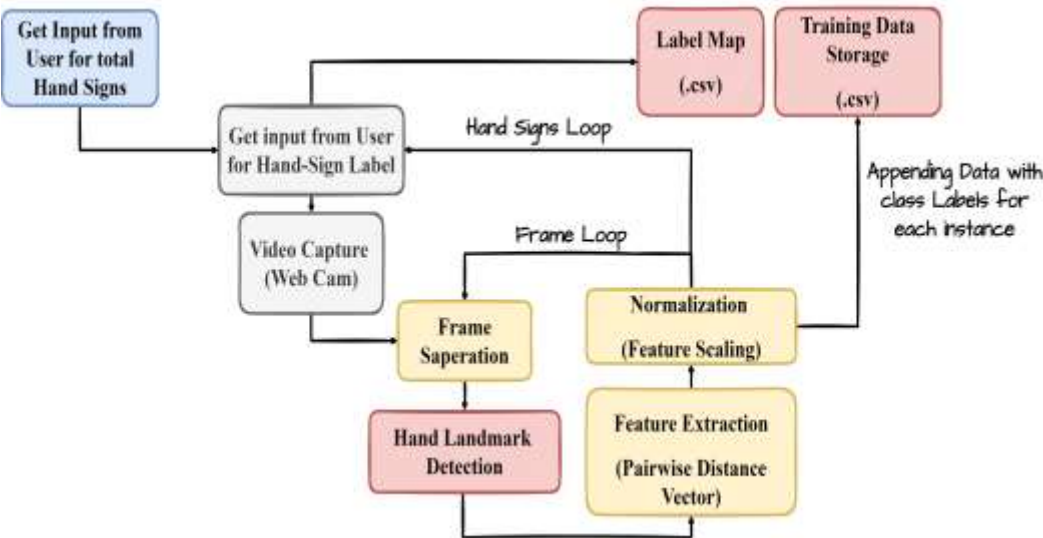 Get Input from
User for total
Hand Signs
Label Map
(.csv)
Training Data
Storage
(.csv)
Get input from User
for Hand-Sign Label
Hand Signs Loop
Appending Data with
class Labels for
each instance
Video Capture
(Web Cam)
Frame Loop
Frame
Saperation
Normalization
(Feature Scaling)
Hand Landmark
Detection
Feature Extraction
(Pairwise Distance
Vector)